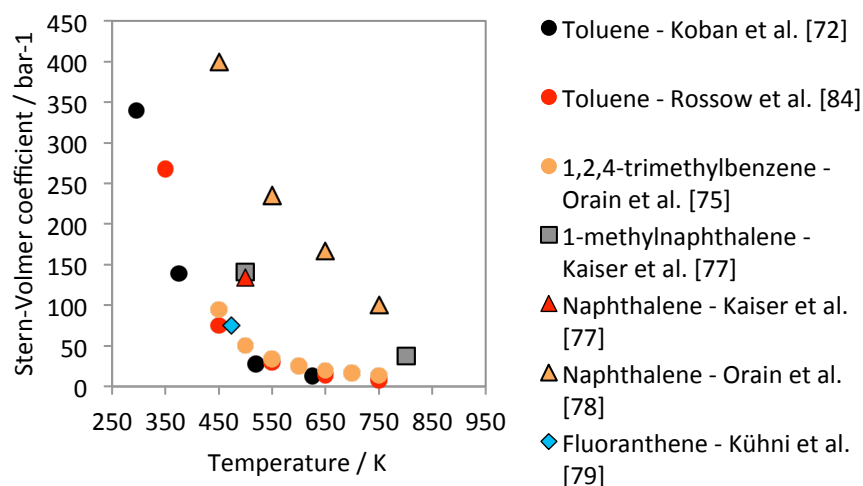 450
400
350
300
250
200
150
100
50
0
Stern-Volmer coefficient / bar-1
250 350 450 550 650 750 850 950
Temperature / K
Toluene - Koban et al. [72]
Toluene - Rossow et al. [84]
1,2,4-trimethylbenzene -
Orain et al. [75]
1-methylnaphthalene -
Kaiser et al. [77]
Naphthalene - Kaiser et al.
[77]
Naphthalene - Orain et al.
[78]
Fluoranthene - Kühni et al.
[79]